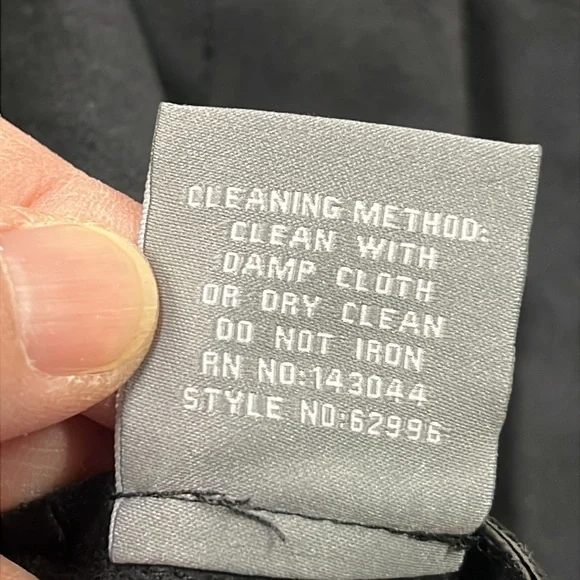 CLEANING METHOD:
CLEAN WITH
DAMP CLOTH
OR DRY CLEAN
DO NOT IRON
RN NO:143044
STYLE NO:62996